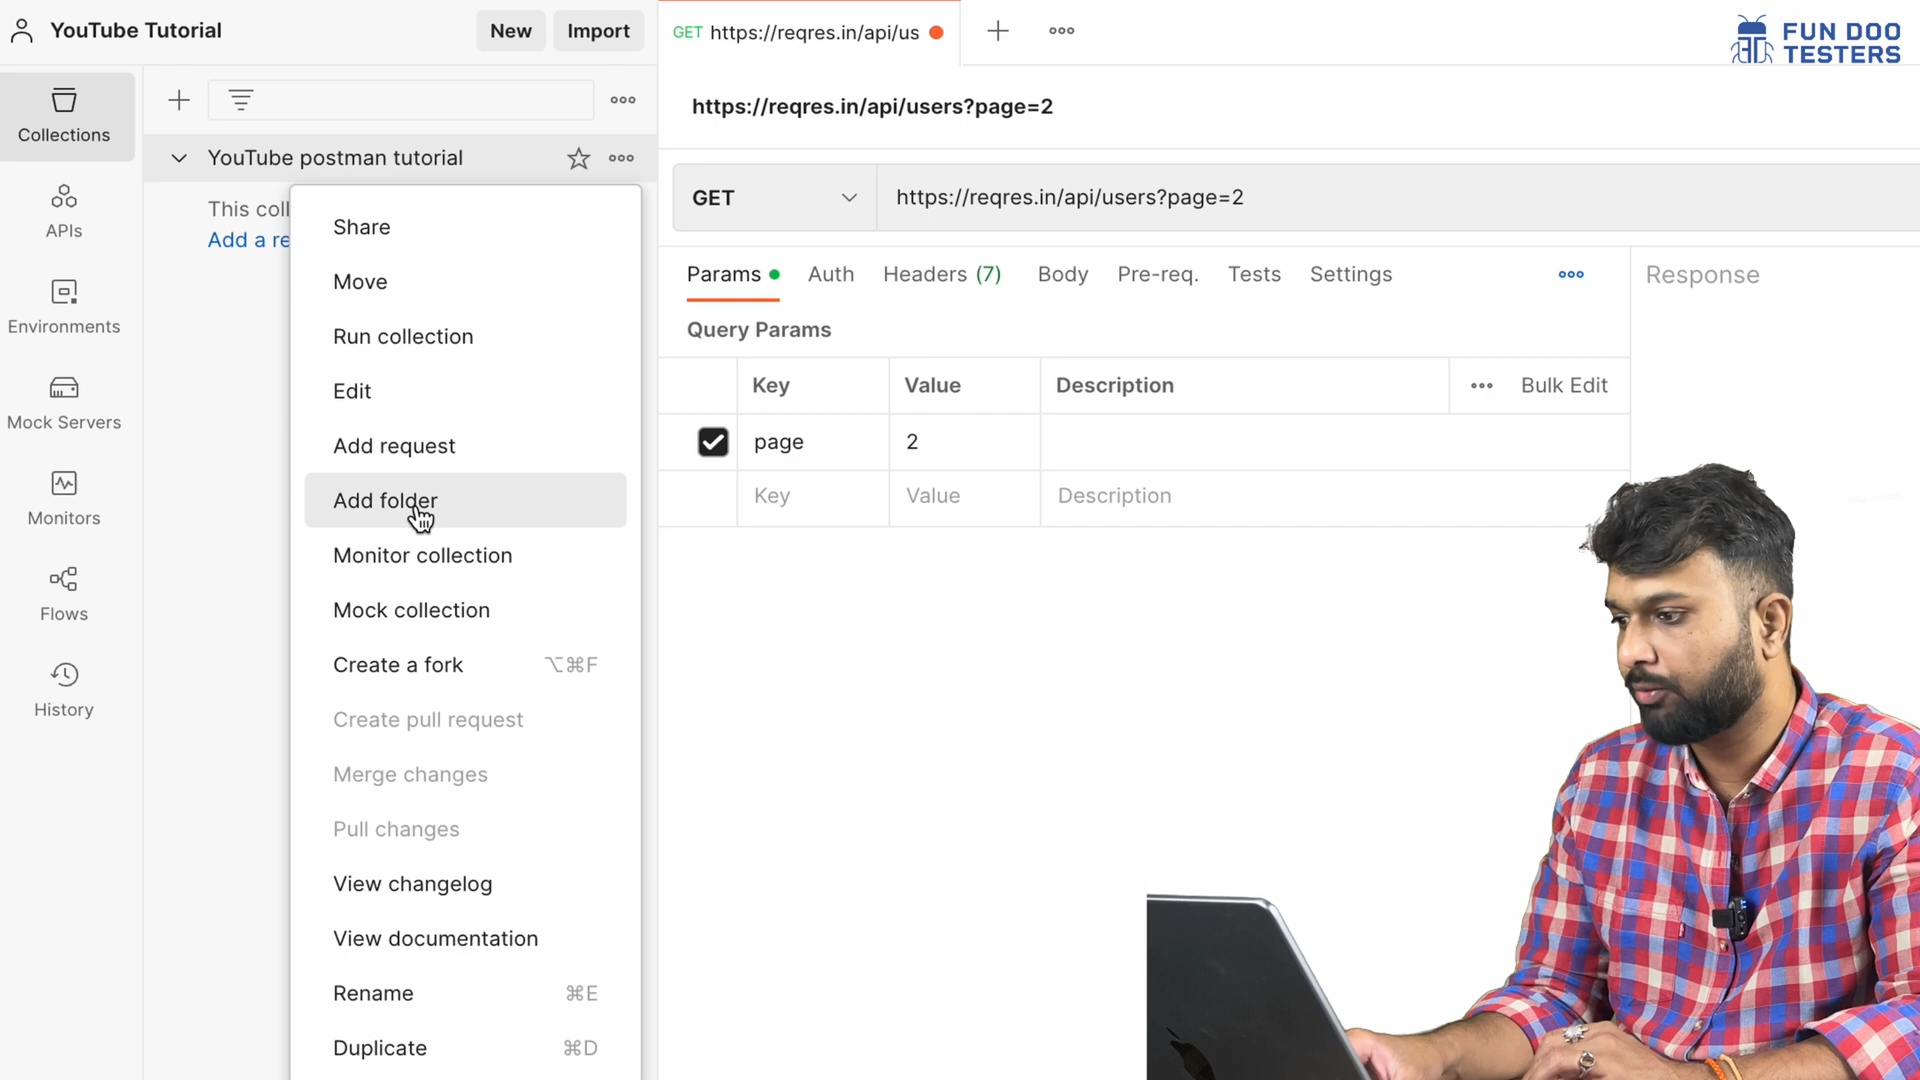 YouTube Tutorial
New
Import
GET https://reqres.in/api/us
FUN DOO
TESTERS
Collections
APIs
Environments
Mock Servers
Monitors
Flows
History
YouTube postman tutorial
This coll
Add a re
Share
Move
Run collection
Edit
Add request
Add folder
Monitor collection
Mock collection
Create a fork ⌥⌘F
Create pull request
Merge changes
Pull changes
View changelog
View documentation
Rename ⌘E
Duplicate ⌘D
https://reqres.in/api/users?page=2
GET
https://reqres.in/api/users?page=2
Params Auth Headers (7) Body Pre-req. Tests Settings
Response
Query Params
Key Value Description Bulk Edit
page 2
Key Value Description